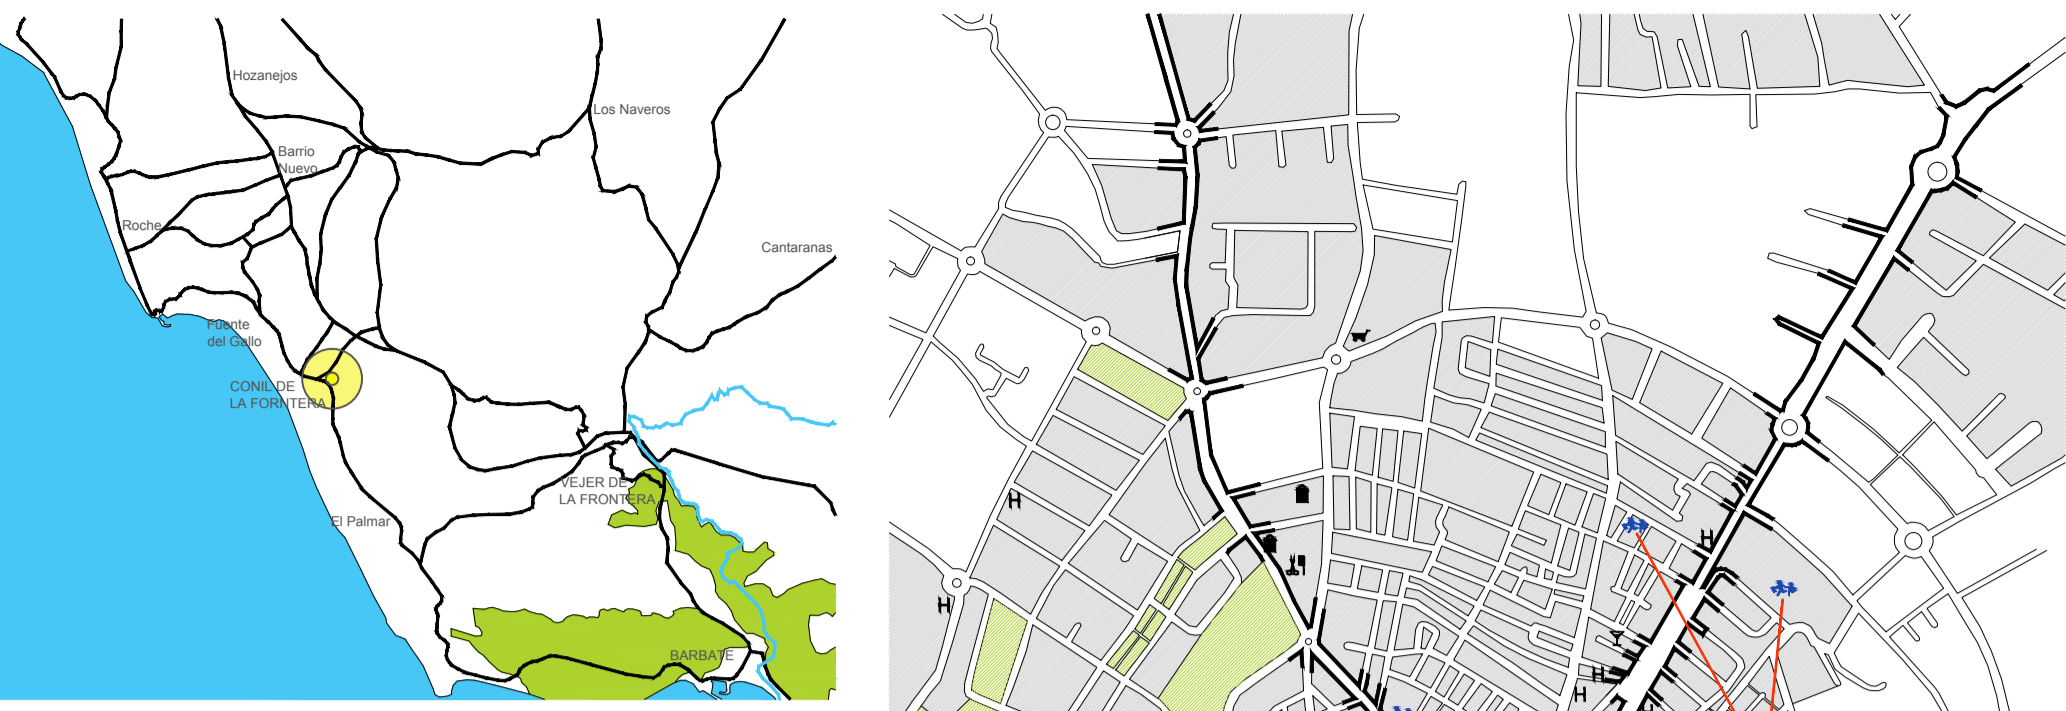 Hozanejos
Los Naveros
Barrio
Nuevo
Roche
Cantaranas
Fuente
del Gallo
CONIL DE
LA FORNTERA
VEJER DE
LA FRONTERA
El Palmar
BARBATE
H
H
H
H
H